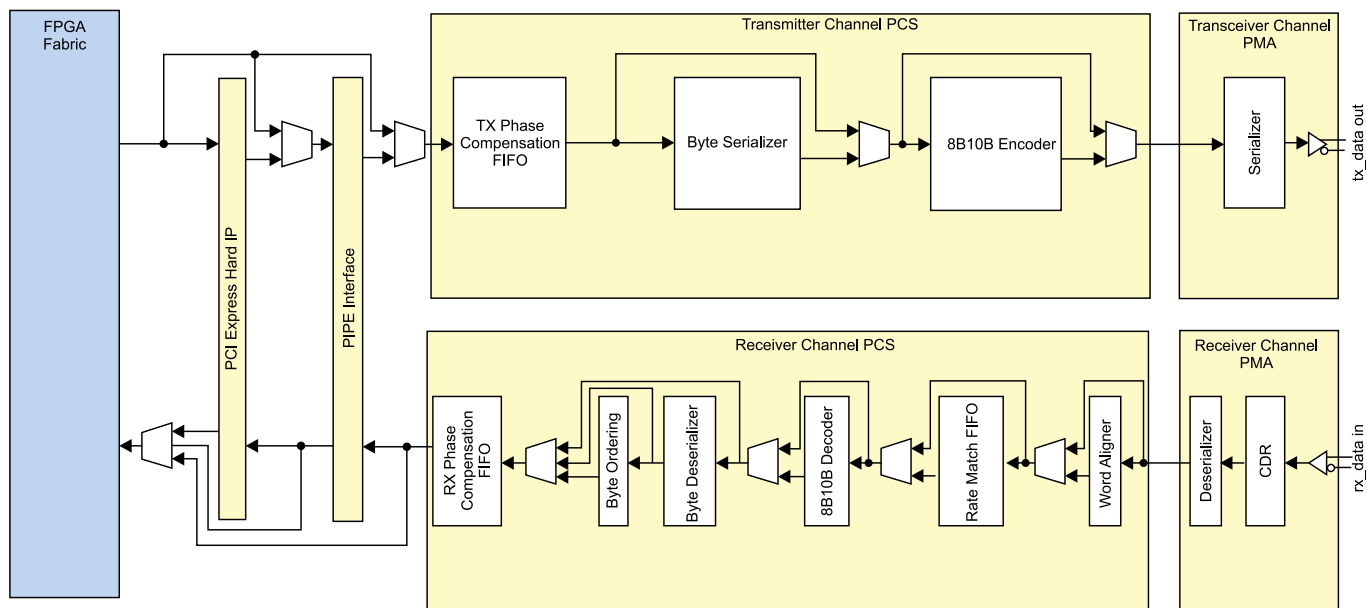 FPGA
Fabric
Transmitter Channel PCS
Transceiver Channel
PMA
PCI Express Hard IP
PIPE Interface
TX Phase
Compensation
FIFO
Byte Serializer
8B10B Encoder
Serializer
tx_data out
Receiver Channel PCS
Receiver Channel
PMA
RX Phase
Compensation
FIFO
Byte Ordering
Byte Deserializer
8B10B Decoder
Rate Match FIFO
Word Aligner
Deserializer
CDR
rx_data in